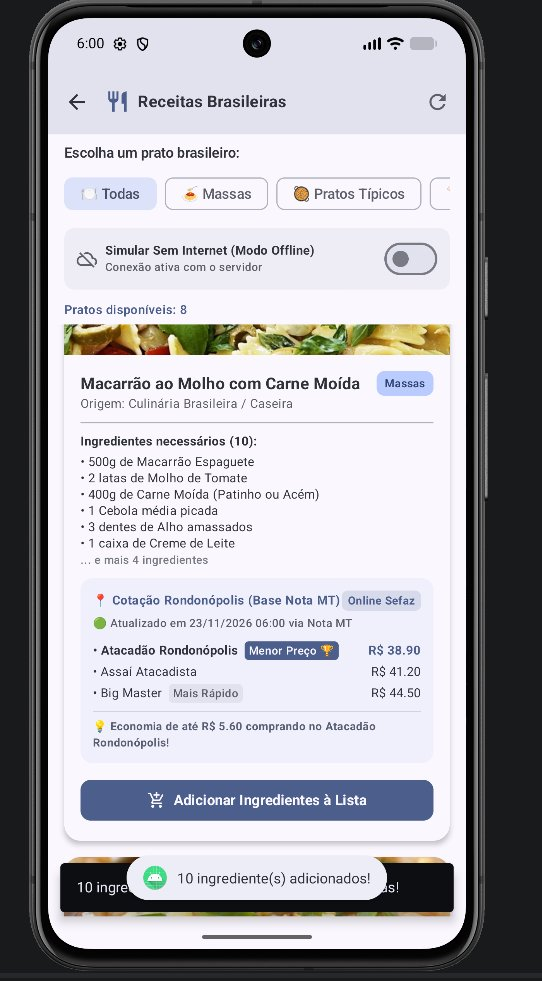 6:00
Receitas Brasileiras
Escolha um prato brasileiro:
Todas
Massas
Pratos Típicos
Simular Sem Internet (Modo Offline)
Conexão ativa com o servidor
Pratos disponíveis: 8
Macarrão ao Molho com Carne Moída
Massas
Origem: Culinária Brasileira / Caseira
Ingredientes necessários (10):
• 500g de Macarrão Espaguete
• 2 latas de Molho de Tomate
• 400g de Carne Moída (Patinho ou Acém)
• 1 Cebola média picada
• 3 dentes de Alho amassados
• 1 caixa de Creme de Leite
... e mais 4 ingredientes
📍 Cotação Rondonópolis (Base Nota MT) Online Sefaz
🟢 Atualizado em 23/11/2026 06:00 via Nota MT
• Atacadão Rondonópolis Menor Preço 🏆 R$ 38.90
• Assaí Atacadista R$ 41.20
• Big Master Mais Rápido R$ 44.50
💡 Economia de até R$ 5.60 comprando no Atacadão
Rondonópolis!
Adicionar Ingredientes à Lista
10 ingrediente(s) adicionados!
10 ingre
s!